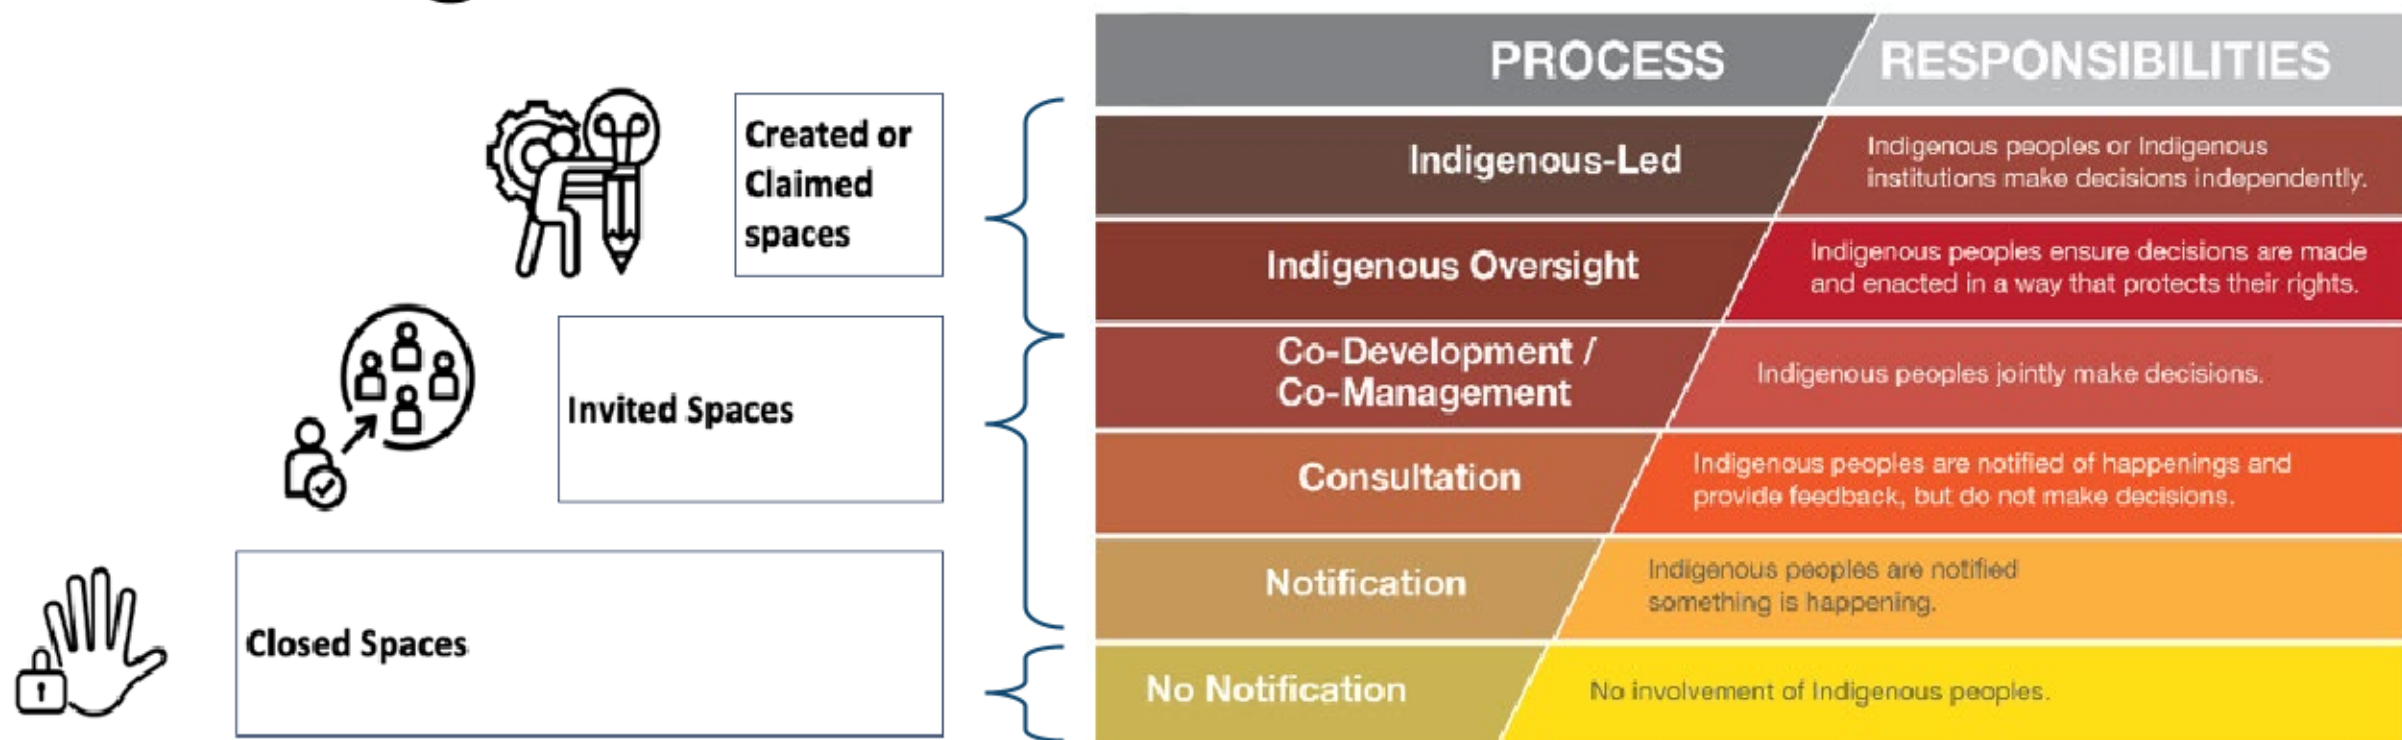 PROCESS
RESPONSIBILITIES
Created or
Claimed
spaces
Indigenous-Led
Indigenous peoples or Indigenous
institutions make decisions independently.
Indigenous Oversight
Indigenous peoples ensure decisions are made
and enacted in a way that protects their rights.
Invited Spaces
Co-Development /
Co-Management
Indigenous peoples jointly make decisions.
Consultation
Indigenous peoples are notified of happenings and
provide feedback, but do not make decisions.
Notification
Indigenous peoples are notified
something is happening.
Closed Spaces
No Notification
No involvement of Indigenous peoples.